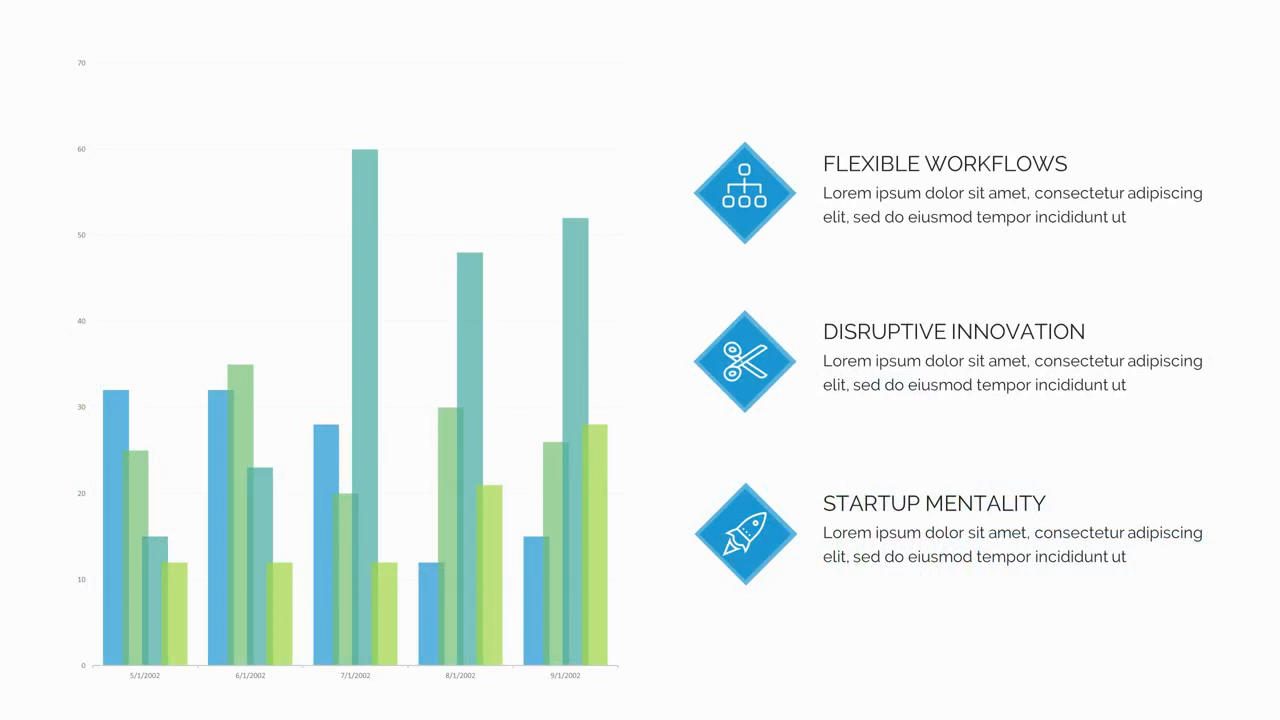 70
60
50
40
30
20
10
0
5/1/2002
6/1/2002
7/1/2002
8/1/2002
9/1/2002
FLEXIBLE WORKFLOWS
Lorem ipsum dolor sit amet, consectetur adipiscing
elit, sed do eiusmod tempor incididunt ut
DISRUPTIVE INNOVATION
Lorem ipsum dolor sit amet, consectetur adipiscing
elit, sed do eiusmod tempor incididunt ut
STARTUP MENTALITY
Lorem ipsum dolor sit amet, consectetur adipiscing
elit, sed do eiusmod tempor incididunt ut